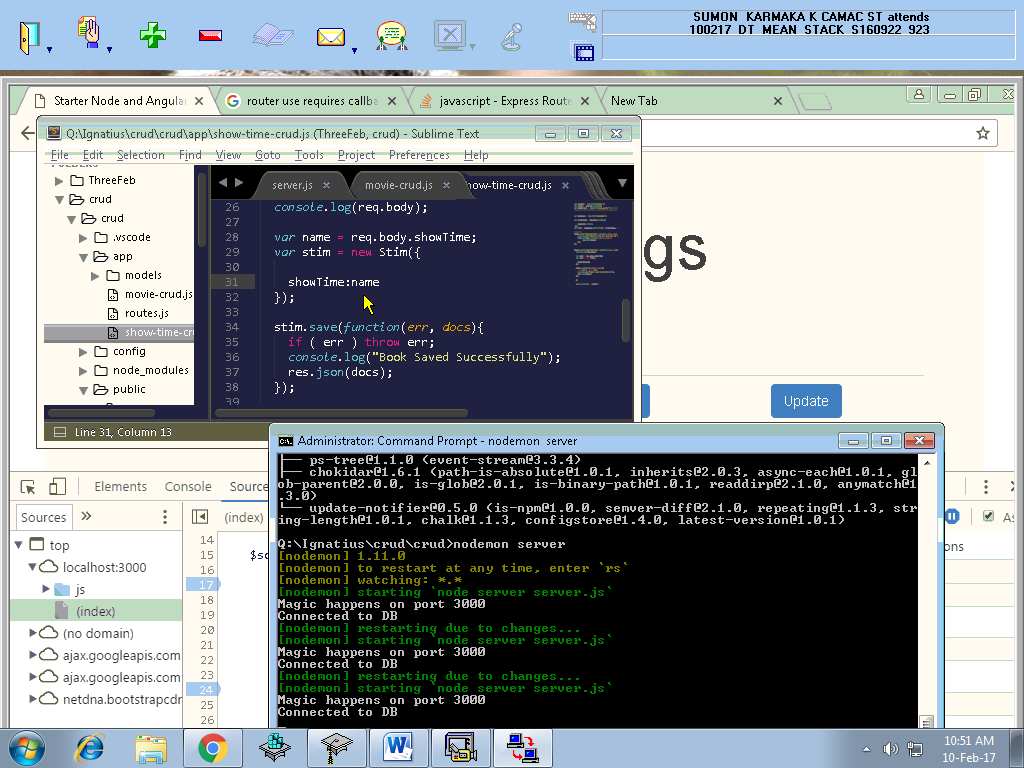 SUMON KARMAKA K CAMAC ST attends
100217 DT MEAN STACK S160922 923
Starter Node and Angula
router use requires callba
javascript - Express Route
New Tab
Q:\Ignatius\crud\crud\app\show-time-crud.js (ThreeFeb, crud) - Sublime Text
File Edit Selection Find View Goto Tools Project Preferences Help
FOLDERS
ThreeFeb
crud
crud
.vscode
app
models
movie-crud.js
routes.js
show-time-cru
config
node_modules
public
server.js
movie-crud.js
how-time-crud.js
26 console.log(req.body);
27
28 var name = req.body.showTime;
29 var stim = new Stim({
30
31 showTime:name
32 });
33
34 stim.save(function(err, docs){
35 if ( err ) throw err;
36 console.log("Book Saved Successfully");
37 res.json(docs);
38 });
39
Line 31, Column 13
gs
Update
Administrator: Command Prompt - nodemon server
├── ps-tree@1.1.0 (event-stream@3.3.4)
├── chokidar@1.6.1 (path-is-absolute@1.0.1, inherits@2.0.3, async-each@1.0.1, gl
ob-parent@2.0.0, is-glob@2.0.1, is-binary-path@1.0.1, readdirp@2.1.0, anymatch@1
.3.0)
└── update-notifier@0.5.0 (is-npm@1.0.0, semver-diff@2.1.0, repeating@1.1.3, str
ing-length@1.0.1, chalk@1.1.3, configstore@1.4.0, latest-version@1.0.1)
Q:\Ignatius\crud\crud>nodemon server
[nodemon] 1.11.0
[nodemon] to restart at any time, enter `rs`
[nodemon] watching: *.*
[nodemon] starting `node server server.js`
Magic happens on port 3000
Connected to DB
[nodemon] restarting due to changes...
[nodemon] starting `node server server.js`
Magic happens on port 3000
Connected to DB
[nodemon] restarting due to changes...
[nodemon] starting `node server server.js`
Magic happens on port 3000
Connected to DB
Elements Console Source
Sources »
(index)
top
localhost:3000
js
(index)
(no domain)
ajax.googleapis.com
ajax.googleapis.com
netdna.bootstrapcdn
14
15 $sc
16
17
18
19
20
21
22
23
24
25
26
As
ons
10:51 AM
10-Feb-17